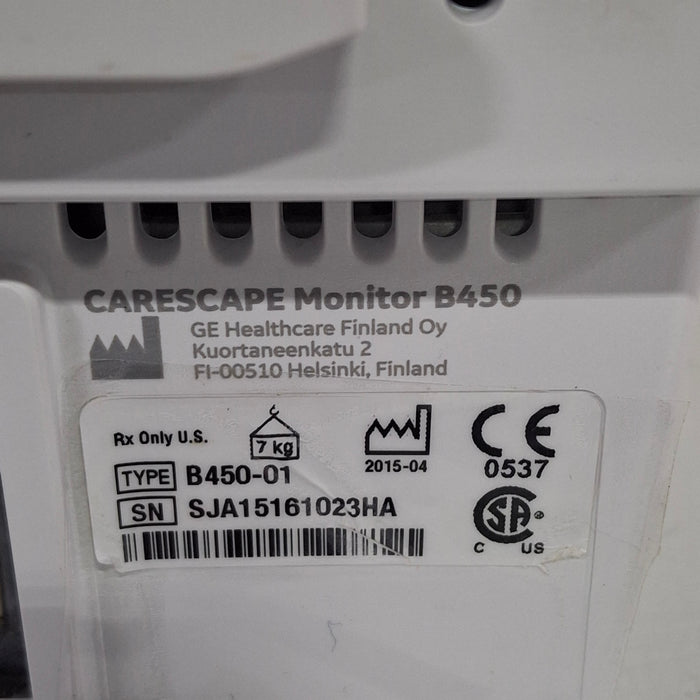 CARESCAPE Monitor B450
GE Healthcare Finland Oy
Kuortaneenkatu 2
FI-00510 Helsinki, Finland
Rx Only U.S.
7 kg
2015-04
CE
0537
TYPE B450-01
SN SJA15161023HA
SA ®
C US